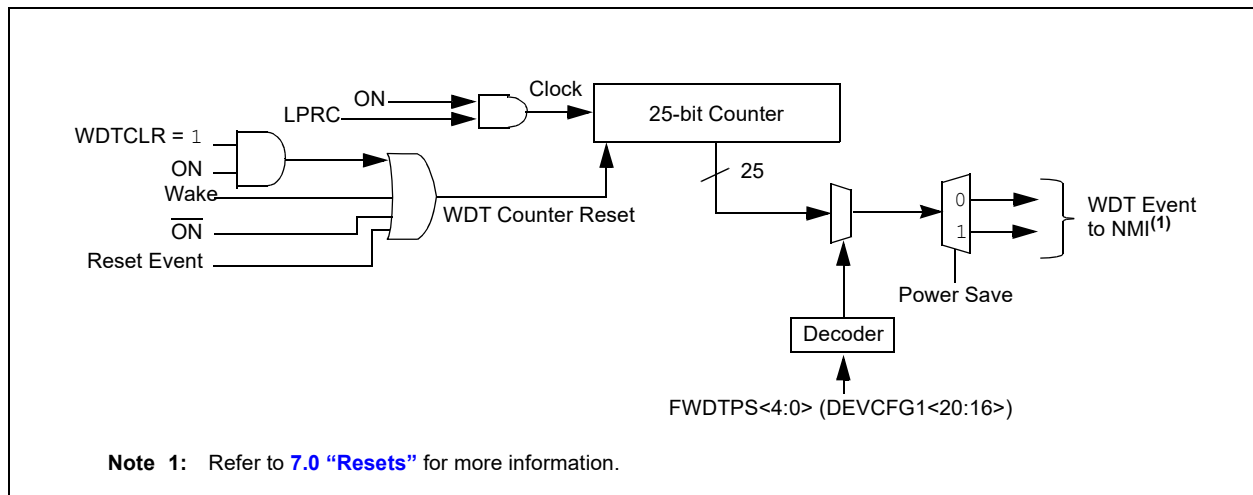 ON
Clock
LPRC
25-bit Counter
WDTCLR = 1
ON
Wake
25
WDT Counter Reset
ON
Reset Event
0
1
WDT Event
to NMI(1)
Power Save
Decoder
FWDTPS<4:0> (DEVCFG1<20:16>)
Note 1: Refer to 7.0 “Resets” for more information.